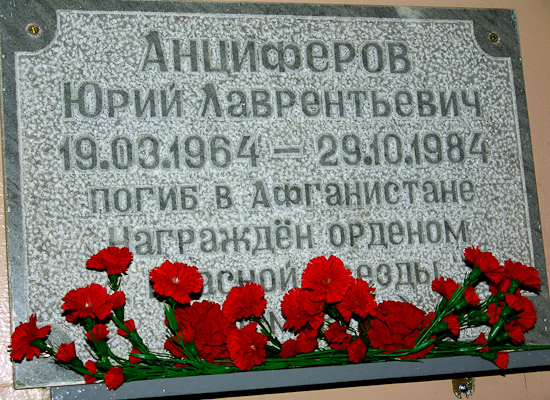 Анциферов
Юрий Лаврентьевич
19.03.1964 — 29.10.1984
погиб в Афганистане
Награждён орденом